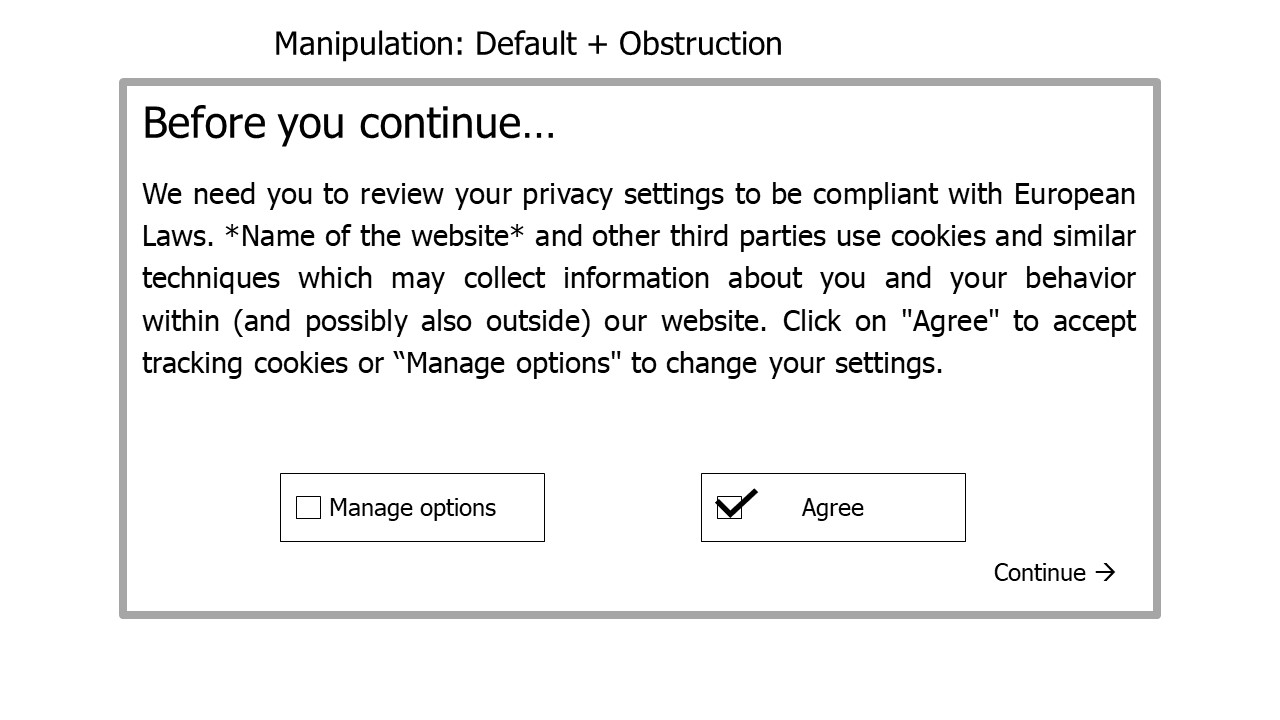 Manipulation: Default + Obstruction
Before you continue…
We need you to review your privacy settings to be compliant with European
Laws. *Name of the website* and other third parties use cookies and similar
techniques which may collect information about you and your behavior
within (and possibly also outside) our website. Click on "Agree" to accept
tracking cookies or “Manage options" to change your settings.
Manage options
Agree
Continue →